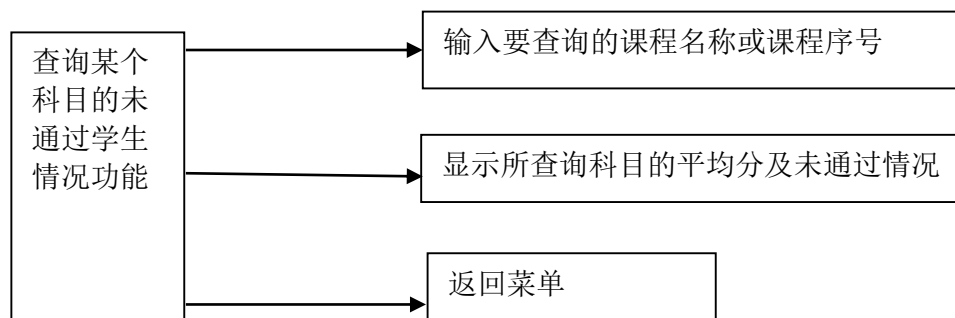 查询某个
科目的未
通过学生
情况功能
输入要查询的课程名称或课程序号
显示所查询科目的平均分及未通过情况
返回菜单